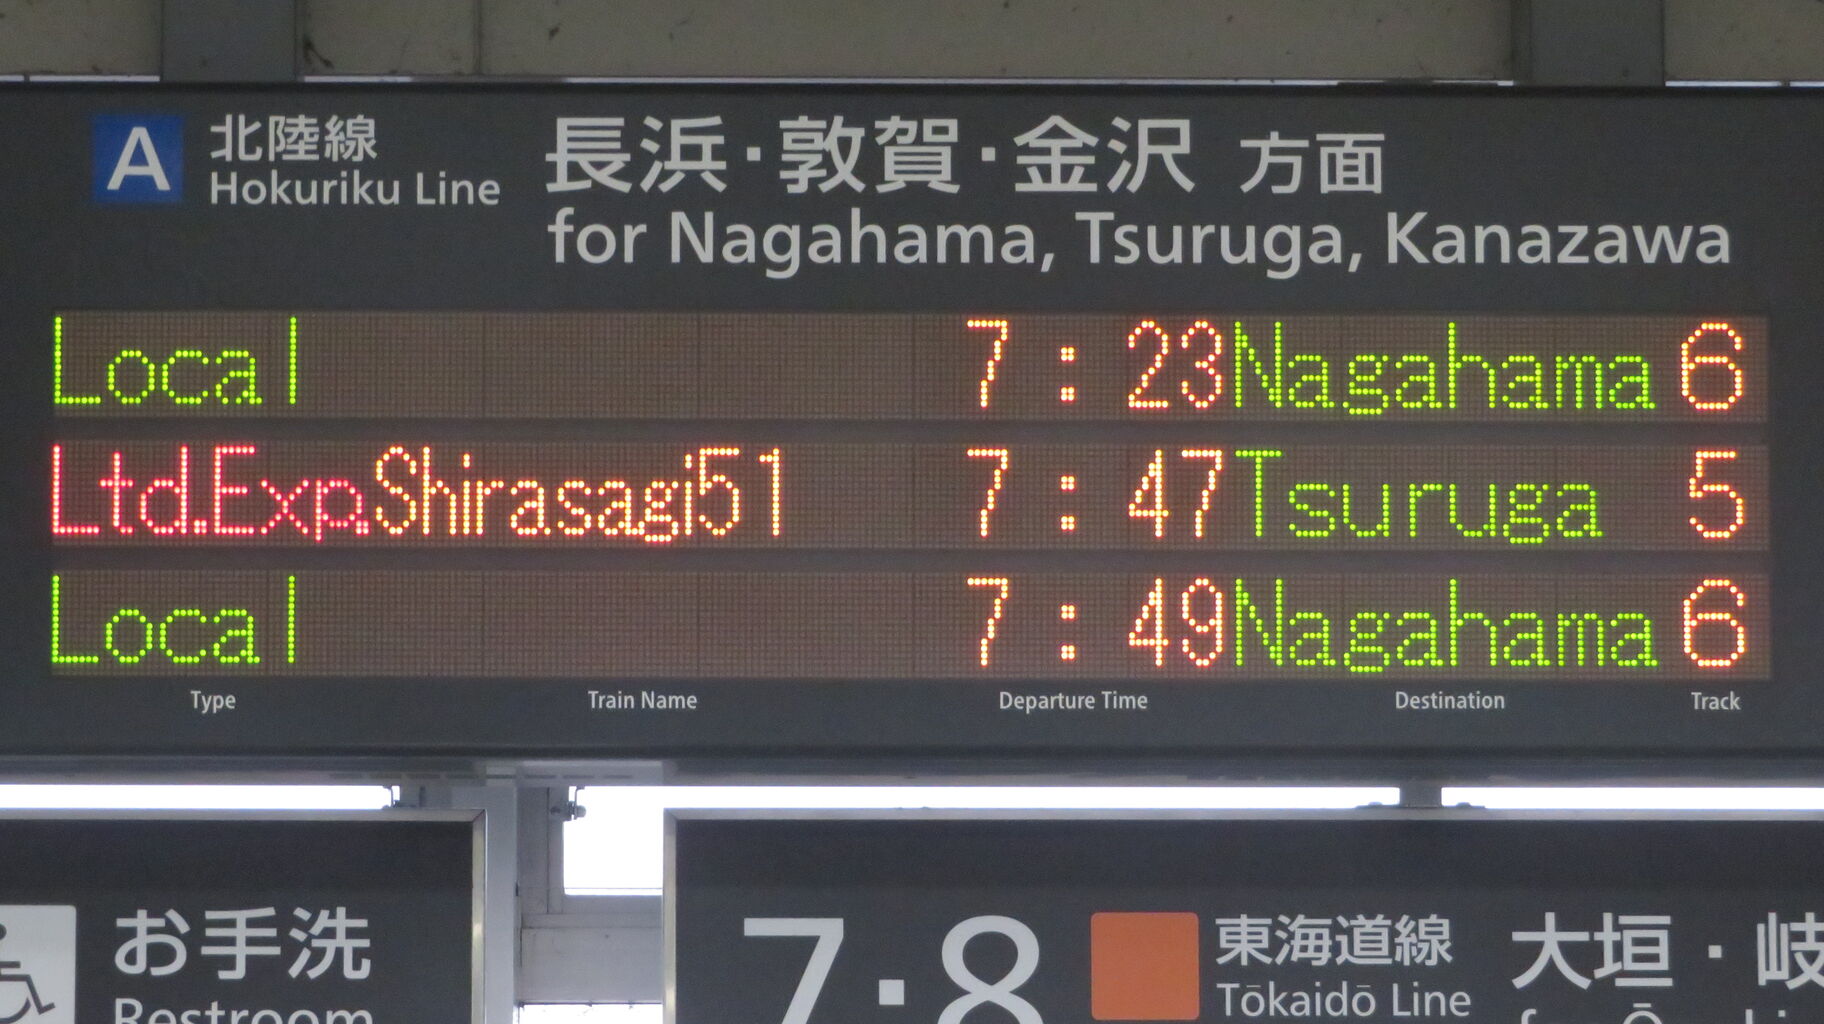 A 北陸線 長浜・敦賀・金沢 方面
Hokuriku Line for Nagahama, Tsuruga, Kanazawa
Local 7:23 Nagahama 6
Ltd.Exp. Shirasagi51 7:47 Tsuruga 5
Local 7:49 Nagahama 6
Type Train Name Departure Time Destination Track
お手洗
Restroom
7・8 東海道線 大垣・岐
Tōkaidō Line for